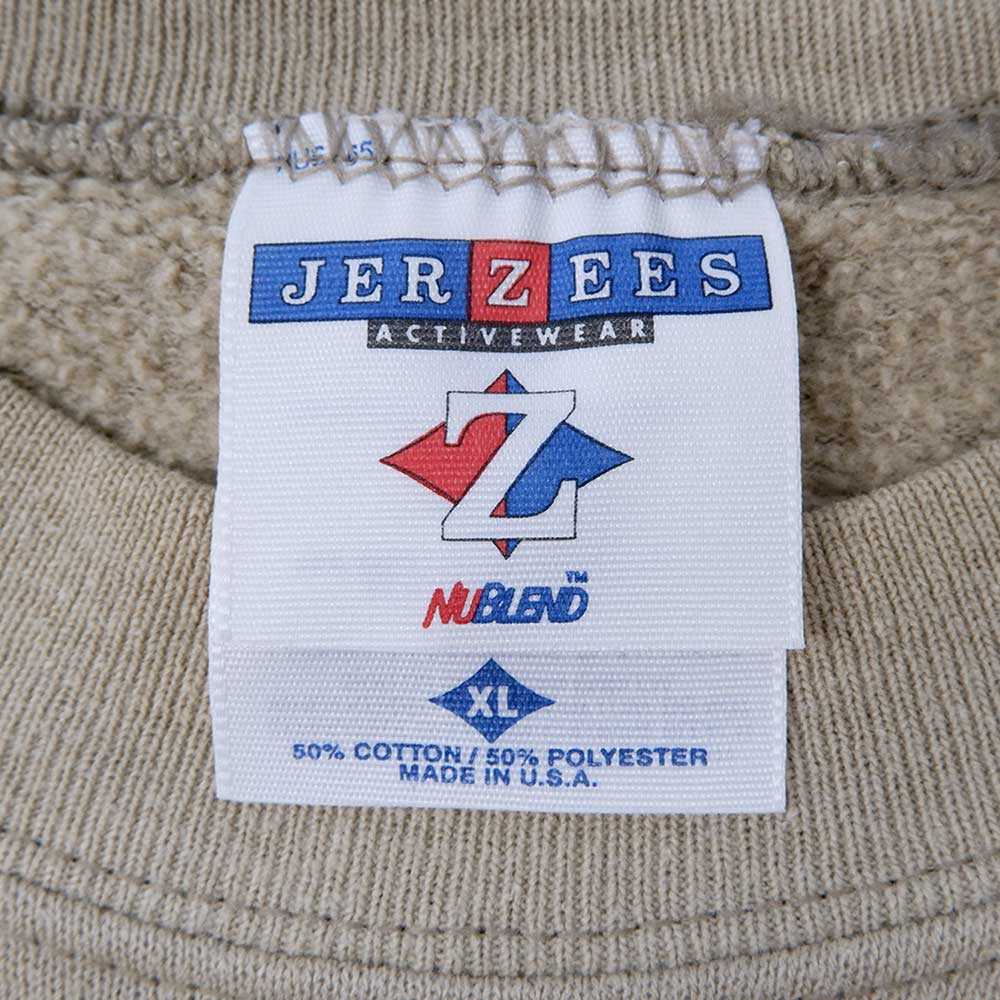 JERZEES
ACTIVEWEAR
Z
NUBLEND™
XL
50% COTTON / 50% POLYESTER
MADE IN U.S.A.